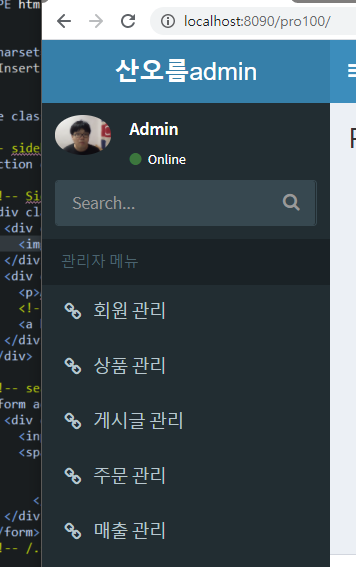 PE htm
localhost:8090/pro100/
arset
Insert
산오름admin
e clas
Admin
- side
Online
ction c
Search...
!-- Si
div cl
<div c
관리자 메뉴
<im
</div>
<div c
<p>
회원 관리
<!--
<a h
</div
/div>
상품 관리
!-- se
form a
게시글 관리
<div c
<inp
<sp
주문 관리
</
</div
매출 관리
/form>
!-- /.